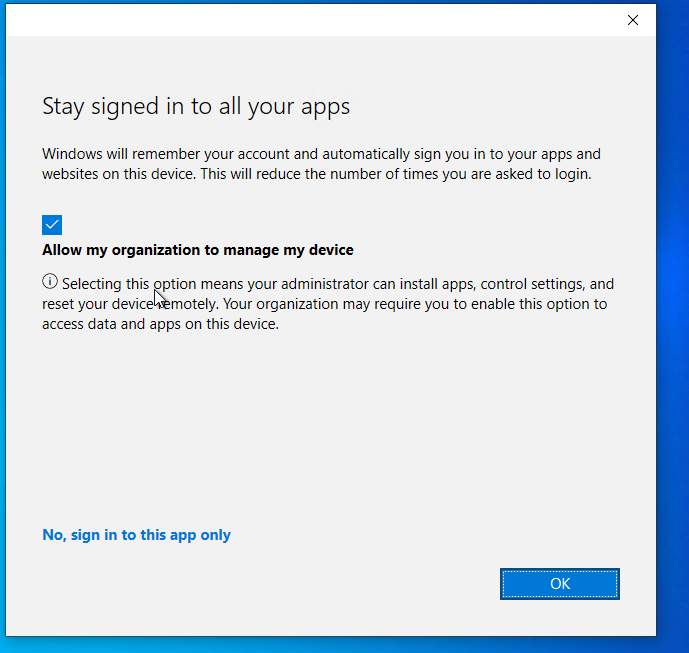 Stay signed in to all your apps
Windows will remember your account and automatically sign you in to your apps and
websites on this device. This will reduce the number of times you are asked to login.
Allow my organization to manage my device
Selecting this option means your administrator can install apps, control settings, and
reset your device remotely. Your organization may require you to enable this option to
access data and apps on this device.
No, sign in to this app only
OK